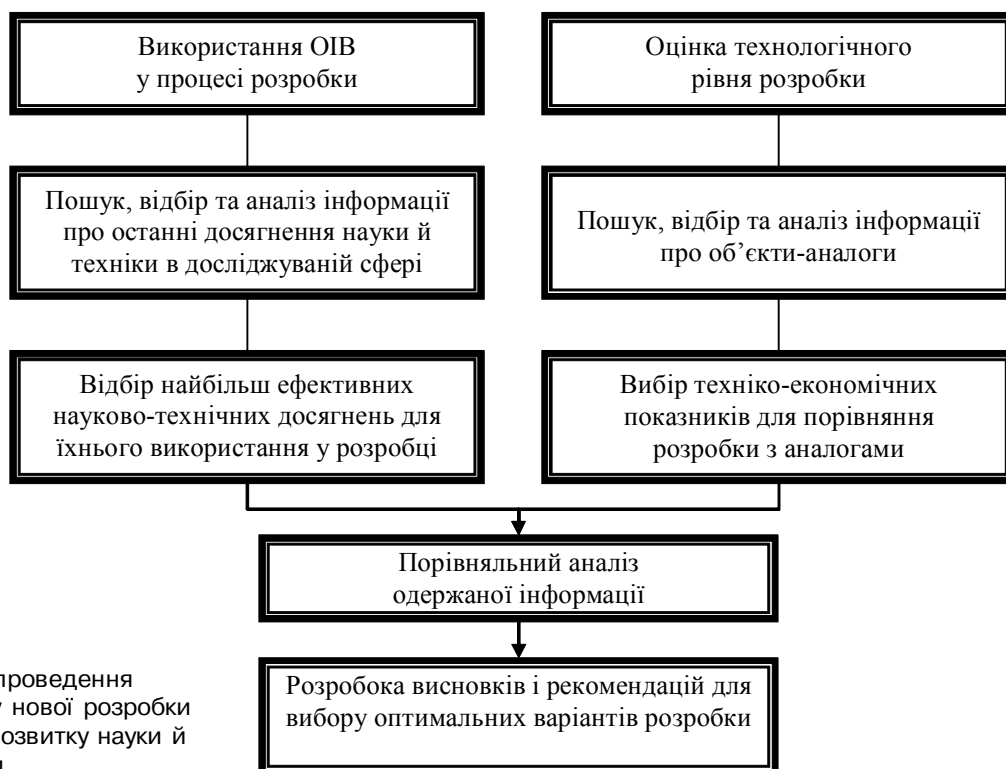 Використання ОІВ
у процесі розробки
Оцінка технологічного
рівня розробки
Пошук, відбір та аналіз інформації
про останні досягнення науки й
техніки в досліджуваній сфері
Пошук, відбір та аналіз інформації
про об’єкти-аналоги
Відбір найбільш ефективних
науково-технічних досягнень для
їхнього використання у розробці
Вибір техніко-економічних
показників для порівняння
розробки з аналогами
Порівняльний аналіз
одержаної інформації
Розробока висновків і рекомендацій для
вибору оптимальних варіантів розробки
проведення
нової розробки
розвитку науки й